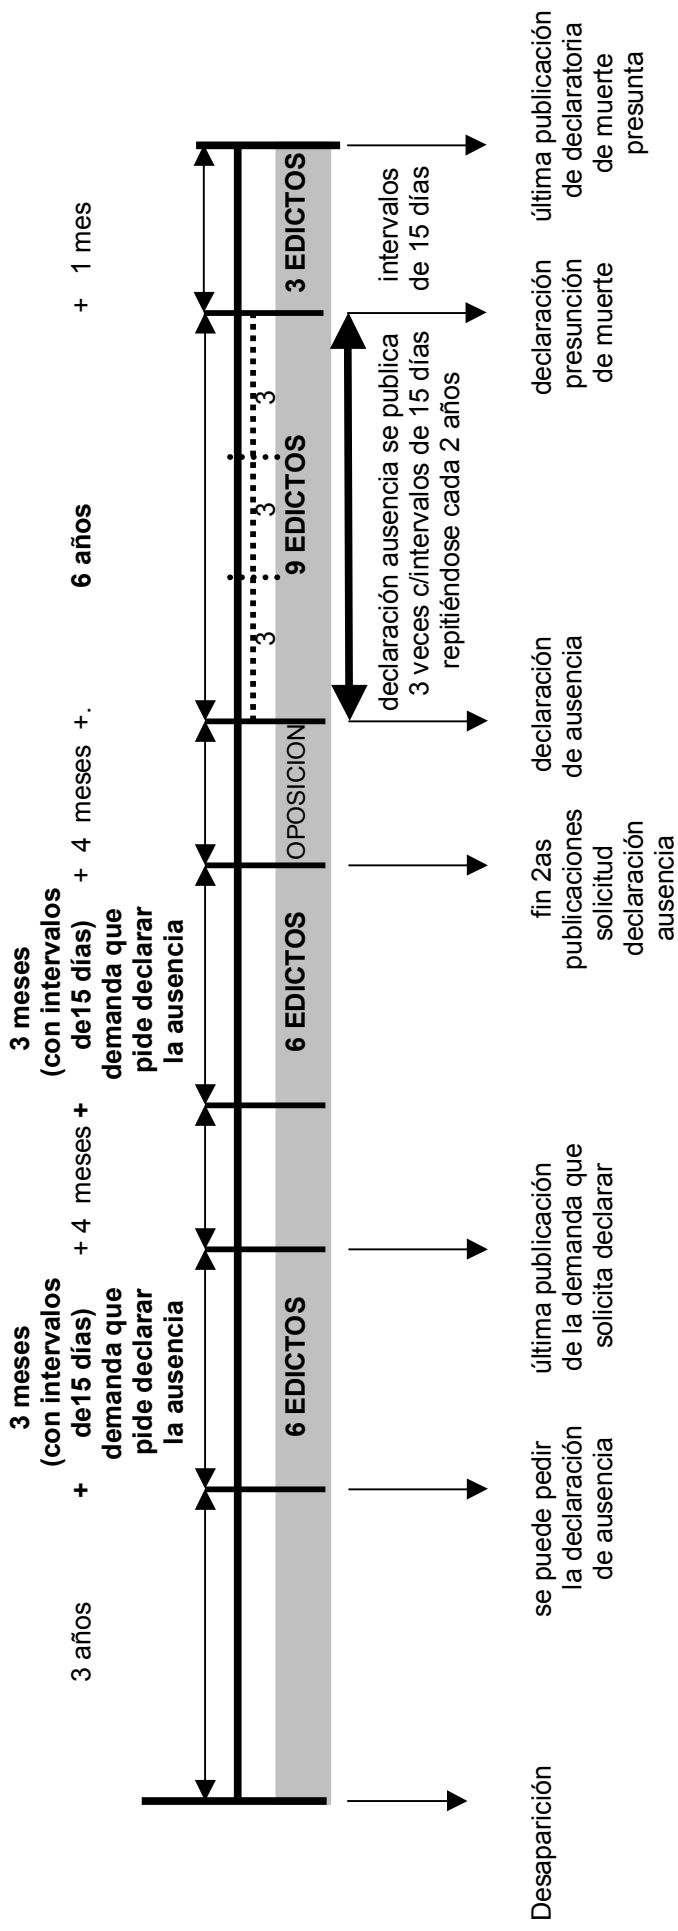 3 años
+
3 meses
(con intervalos
de15 días)
demanda que
pide declarar
la ausencia
+ 4 meses +
3 meses
(con intervalos
de15 días)
demanda que
pide declarar
la ausencia
+ 4 meses +.
6 años
+ 1 mes
6 EDICTOS
6 EDICTOS
OPOSICION
3
3
3
9 EDICTOS
3 EDICTOS
declaración ausencia se publica
3 veces c/intervalos de 15 días
repitiéndose cada 2 años
intervalos
de 15 días
Desaparición
se puede pedir
la declaración
de ausencia
última publicación
de la demanda que
solicita declarar
fin 2as
publicaciones
solicitud
declaración
ausencia
declaración
de ausencia
declaración
presunción
de muerte
última publicación
de declaratoria
de muerte
presunta